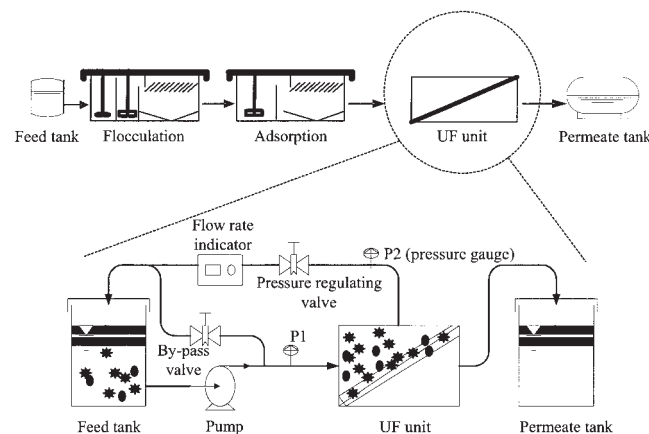 Feed tank
Flocculation
Adsorption
UF unit
Permeate tank
Flow rate
indicator
P2 (pressure gauge)
Pressure regulating
valve
P1
By-pass
valve
Feed tank
Pump
UF unit
Permeate tank